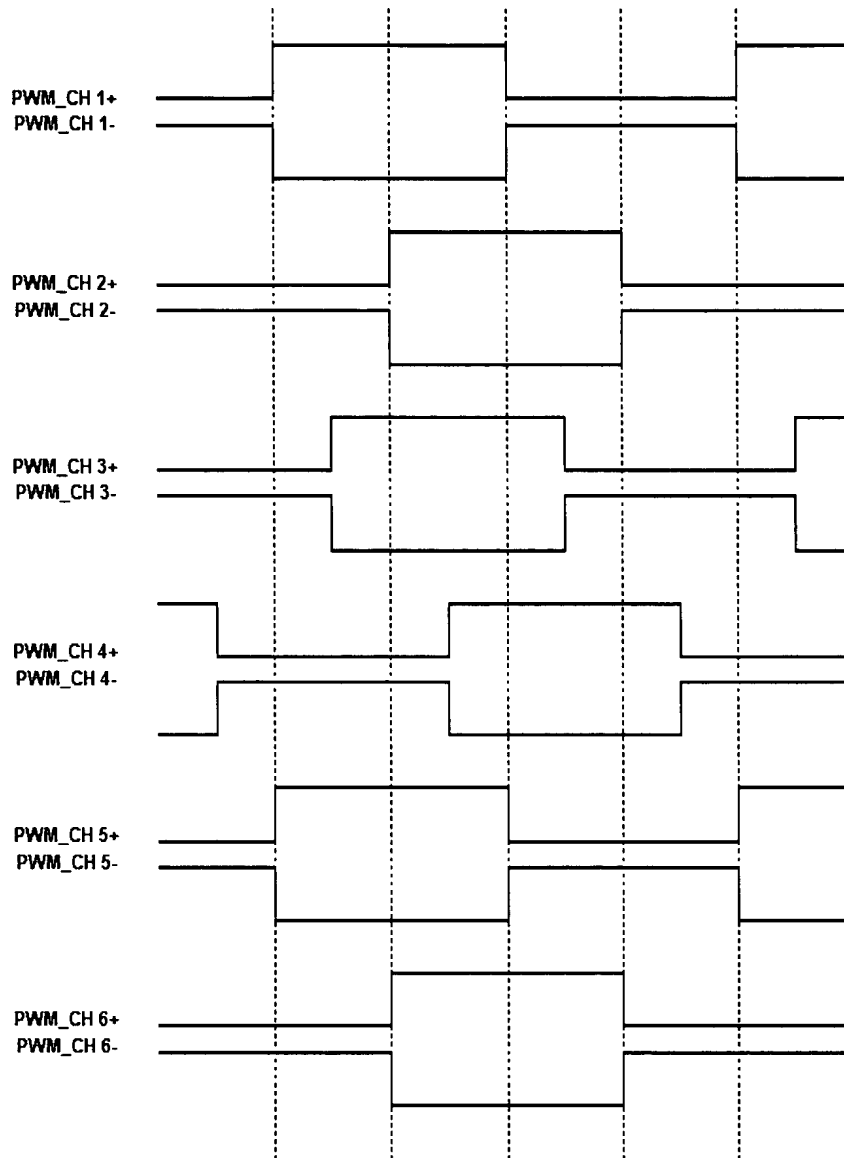 PWM_CH 1+
PWM_CH 1-
PWM_CH 2+
PWM_CH 2-
PWM_CH 3+
PWM_CH 3-
PWM_CH 4+
PWM_CH 4-
PWM_CH 5+
PWM_CH 5-
PWM_CH 6+
PWM_CH 6-